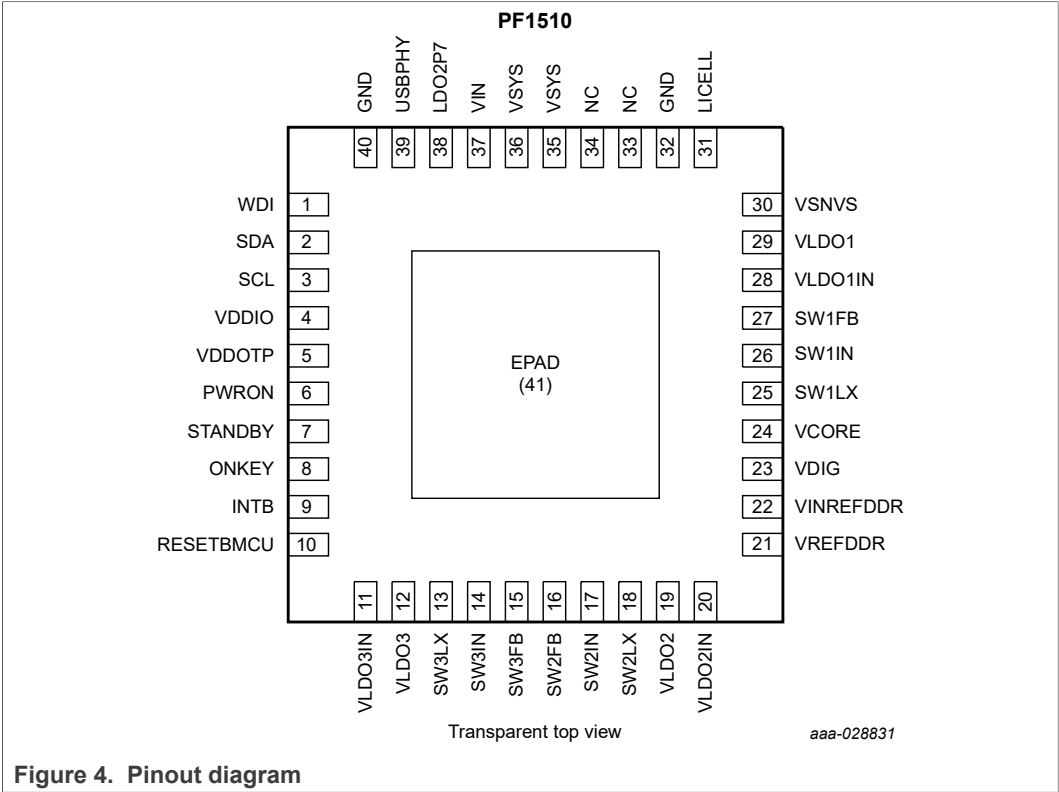 PF1510
GND
USBPHY
LDO2P7
VIN
VSYS
VSYS
NC
NC
GND
LICELL
40
39
38
37
36
35
34
33
32
31
WDI 1
SDA 2
SCL 3
VDDIO 4
VDDOTP 5
PWRON 6
STANDBY 7
ONKEY 8
INTB 9
RESETBMCU 10
EPAD
(41)
30 VSNVS
29 VLDO1
28 VLDO1IN
27 SW1FB
26 SW1IN
25 SW1LX
24 VCORE
23 VDIG
22 VINREFDDR
21 VREFDDR
11
12
13
14
15
16
17
18
19
20
VLDO3IN
VLDO3
SW3LX
SW3IN
SW3FB
SW2FB
SW2IN
SW2LX
VLDO2
VLDO2IN
Transparent top view
aaa-028831
Figure 4. Pinout diagram